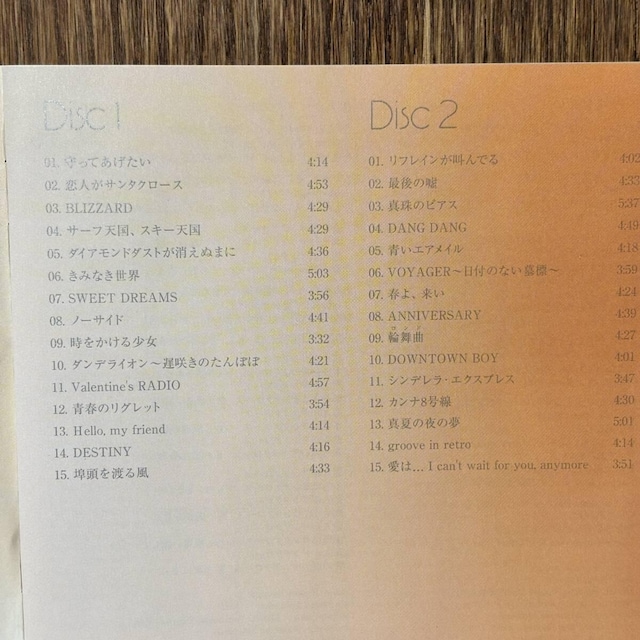 Disc 1
01. 守ってあげたい 4:14
02. 恋人がサンタクロース 4:53
03. BLIZZARD 4:29
04. サーフ天国、スキー天国 4:29
05. ダイアモンドダストが消えぬまに 4:36
06. きみなき世界 5:03
07. SWEET DREAMS 3:56
08. ノーサイド 4:41
09. 時をかける少女 3:32
10. ダンデライオン〜遅咲きのたんぽぽ 4:21
11. Valentine's RADIO 4:57
12. 青春のリグレット 3:54
13. Hello, my friend 4:14
14. DESTINY 4:16
15. 埠頭を渡る風 4:33
Disc 2
01. リフレインが叫んでる 4:02
02. 最後の嘘 4:33
03. 真珠のピアス 5:37
04. DANG DANG 4:49
05. 青いエアメイル 4:18
06. VOYAGER〜日付のない墓標〜 3:59
07. 春よ、来い 4:24
08. ANNIVERSARY 4:39
ロンド
09. 輪舞曲 4:27
10. DOWNTOWN BOY 4:01
11. シンデレラ・エクスプレス 3:47
12. カンナ8号線 4:30
13. 真夏の夜の夢 5:01
14. groove in retro 4:14
15. 愛は... I can't wait for you, anymore 3:51